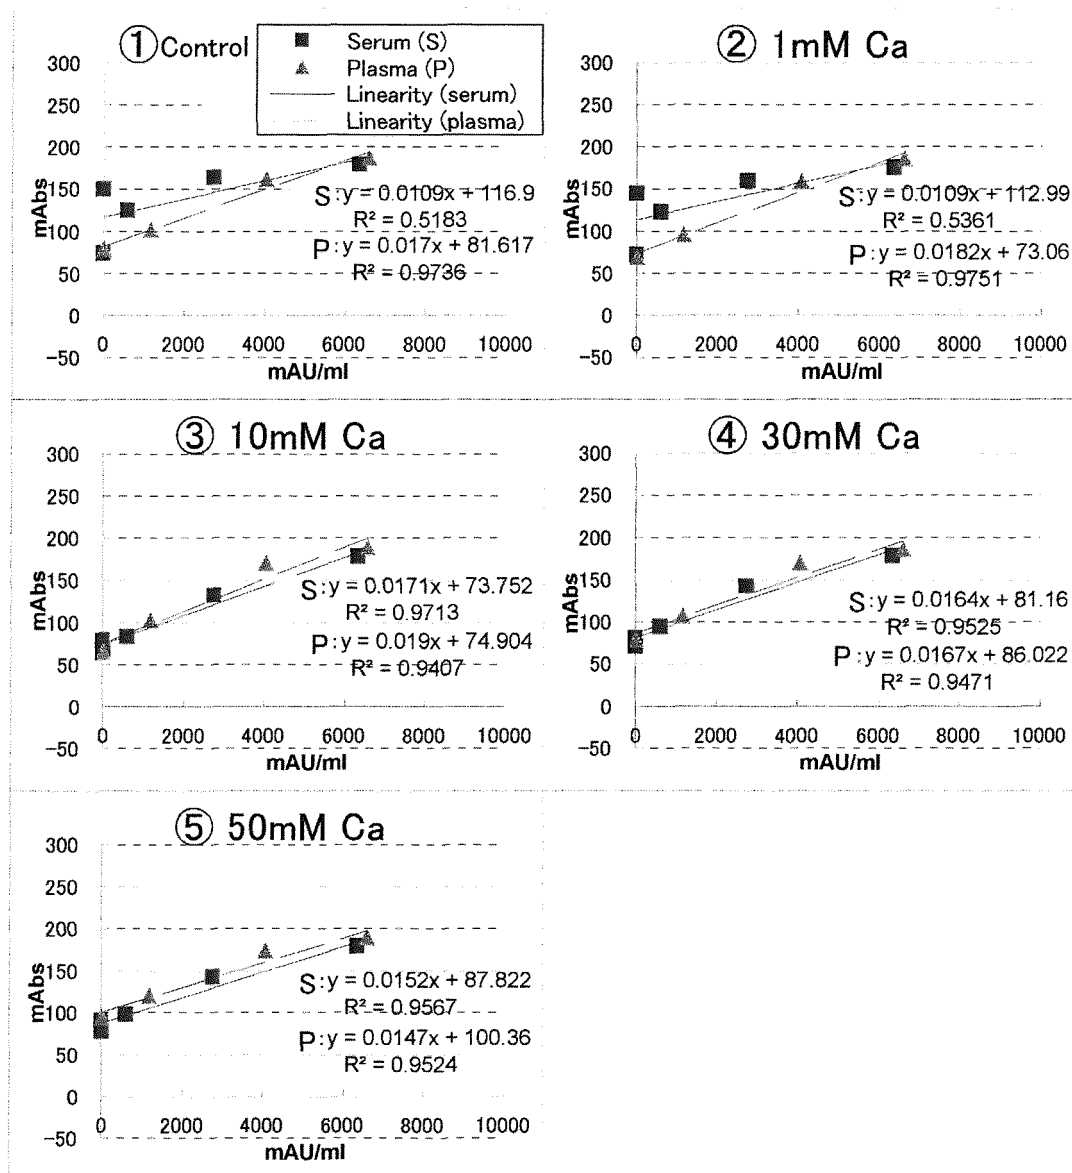 ① Control
Serum (S)
Plasma (P)
Linearity (serum)
Linearity (plasma)
300
250
200
150
100
50
0
−50
mAbs
S:y = 0.0109x + 116.9
R² = 0.5183
P:y = 0.017x + 81.617
R² = 0.9736
0 2000 4000 6000 8000 10000
mAU/ml
② 1mM Ca
300
250
200
150
100
50
0
−50
mAbs
S:y = 0.0109x + 112.99
R² = 0.5361
P:y = 0.0182x + 73.06
R² = 0.9751
0 2000 4000 6000 8000 10000
mAU/ml
③ 10mM Ca
300
250
200
150
100
50
0
−50
mAbs
S:y = 0.0171x + 73.752
R² = 0.9713
P:y = 0.019x + 74.904
R² = 0.9407
0 2000 4000 6000 8000 10000
mAU/ml
④ 30mM Ca
300
250
200
150
100
50
0
−50
mAbs
S:y = 0.0164x + 81.16
R² = 0.9525
P:y = 0.0167x + 86.022
R² = 0.9471
0 2000 4000 6000 8000 10000
mAU/ml
⑤ 50mM Ca
300
250
200
150
100
50
0
−50
mAbs
S:y = 0.0152x + 87.822
R² = 0.9567
P:y = 0.0147x + 100.36
R² = 0.9524
0 2000 4000 6000 8000 10000
mAU/ml